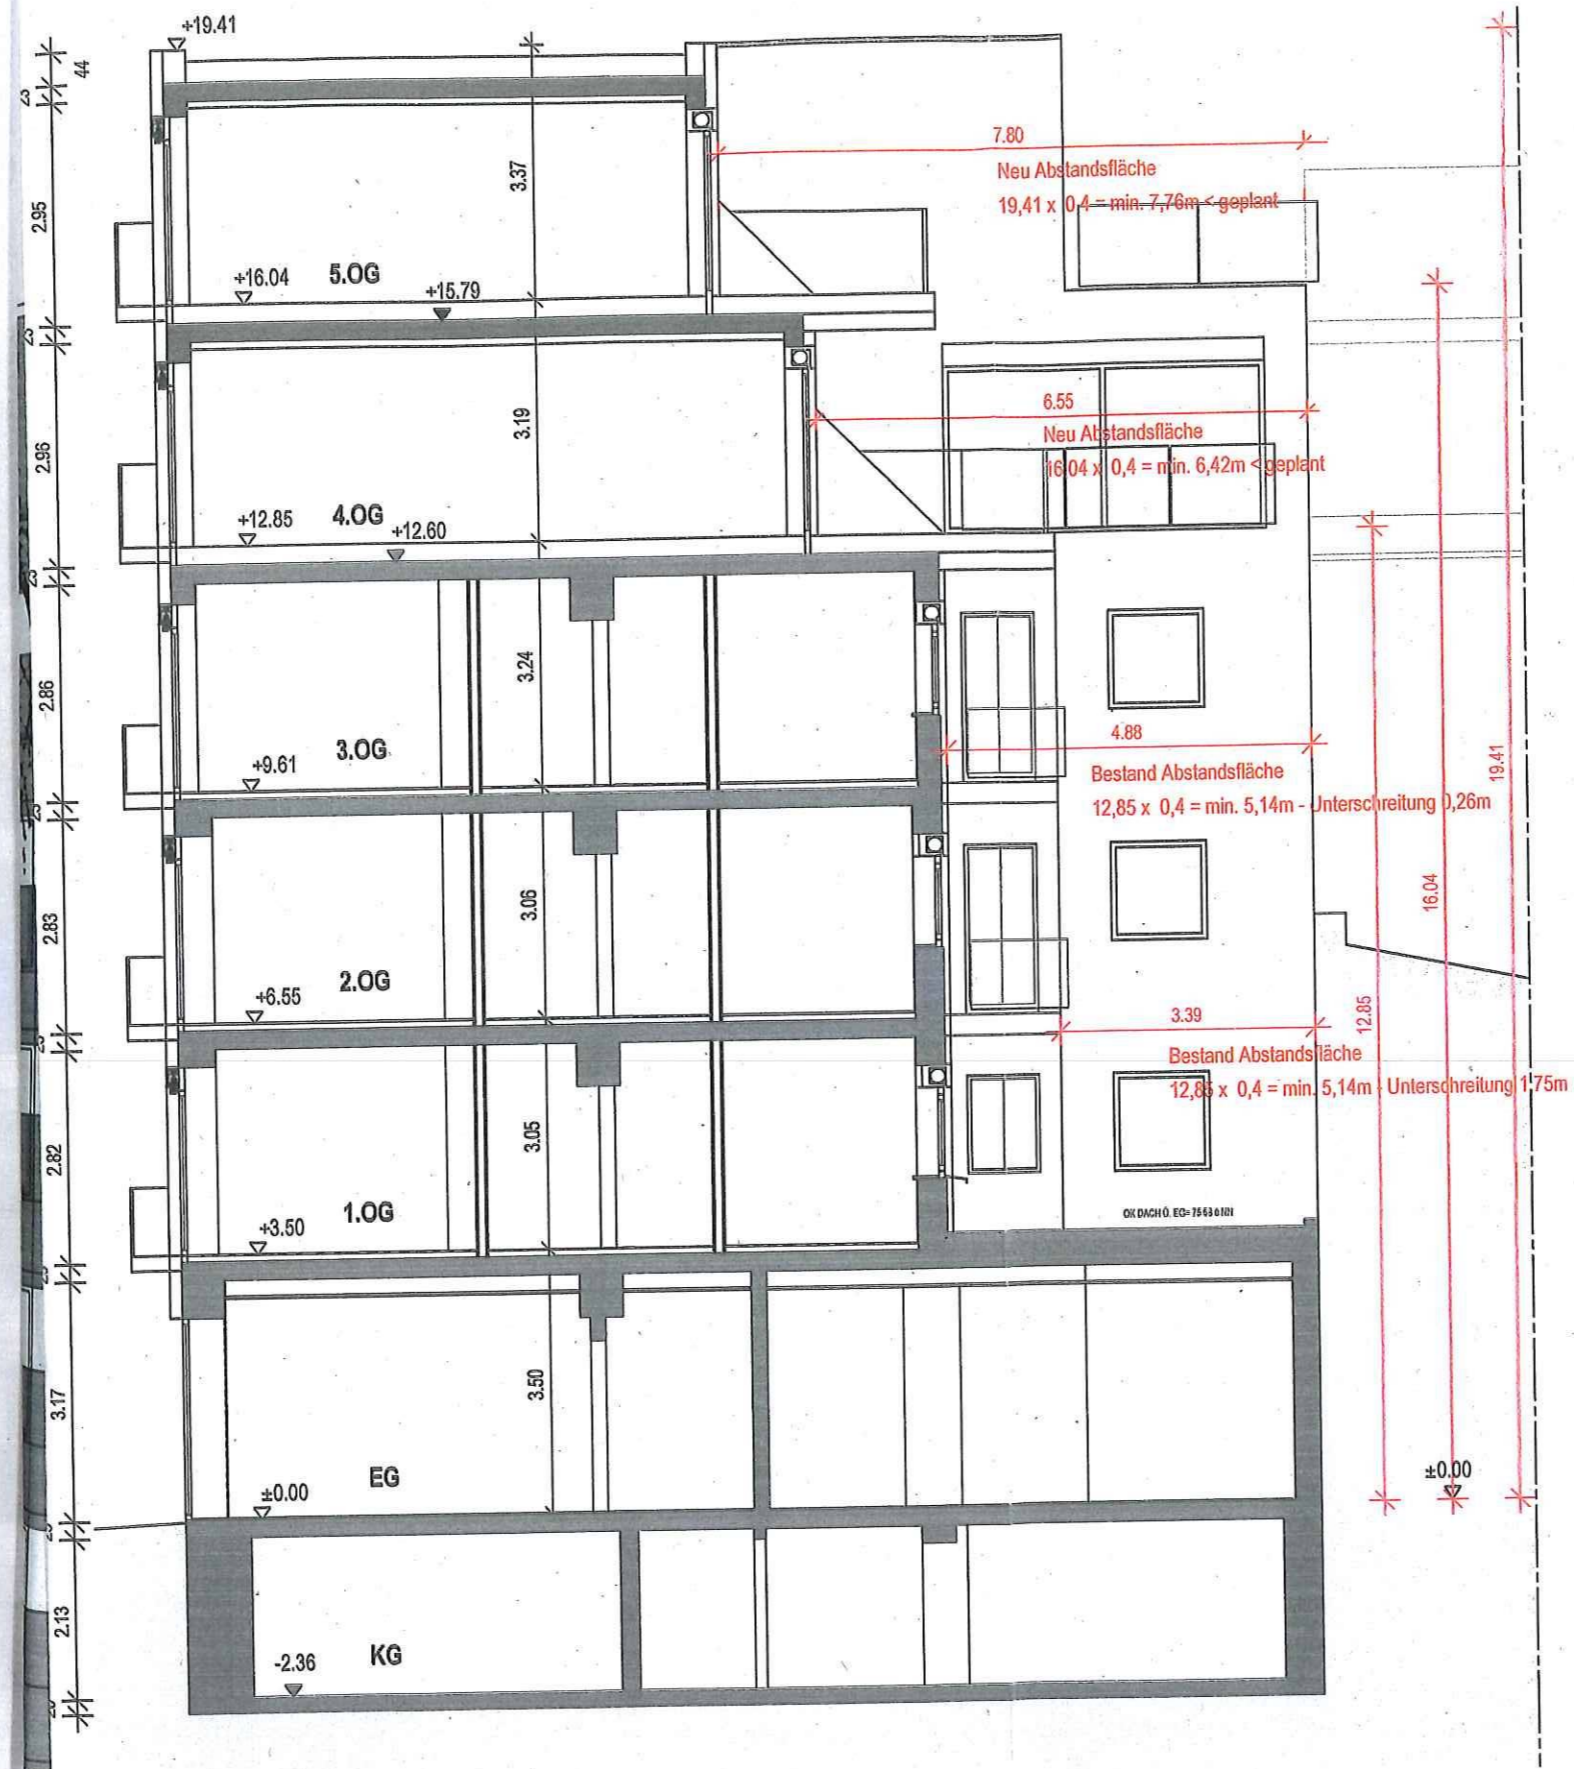 +19.41
44
23
7.80
Neu Abstandsfläche
19,41 x 0,4 = min. 7,76m < geplant
3.37
2.95
+16.04
5.OG
+15.79
23
6.55
Neu Abstandsfläche
16,04 x 0,4 = min. 6,42m < geplant
3.19
2.96
+12.85
4.OG
+12.60
23
3.24
2.86
3.OG
+9.61
4.88
Bestand Abstandsfläche
12,85 x 0,4 = min. 5,14m - Unterschreitung 0,26m
19.41
3.06
2.83
16.04
2.OG
+6.55
3.39
12.85
Bestand Abstandsfläche
12,85 x 0,4 = min. 5,14m - Unterschreitung 1,75m
3.05
2.82
1.OG
+3.50
OK DACH Ü. EG=
3.50
3.17
EG
±0.00
±0.00
2.13
KG
-2.36